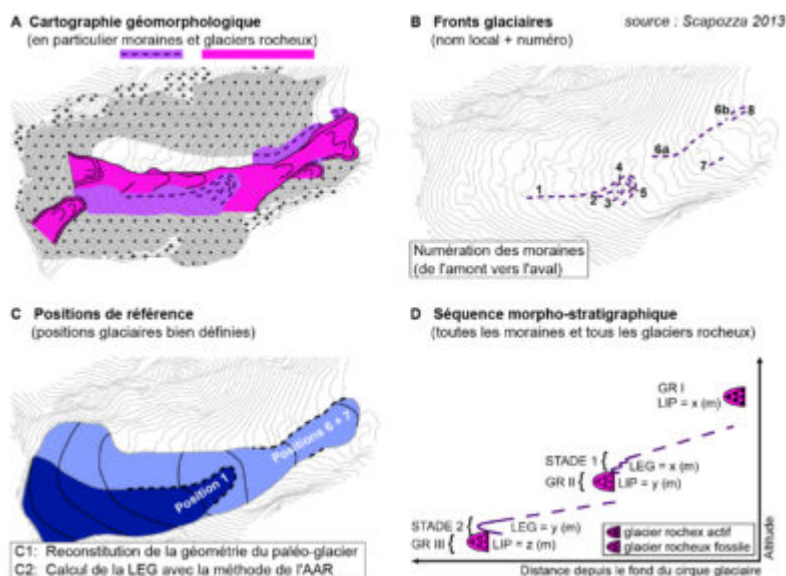 A Cartographie géomorphologique
(en particulier moraines et glaciers rocheux)
B Fronts glaciaires
source : Scapozza 2013
(nom local + numéro)
6b
8
6a
7
4
1
2
3
5
Numération des moraines
(de l'amont vers l'aval)
C Positions de référence
(positions glaciaires bien définies)
Positions 6 + 7
Position 1
C1: Reconstitution de la géométrie du paléo-glacier
C2: Calcul de la LEG avec la méthode de l'AAR
D Séquence morpho-stratigraphique
(toutes les moraines et tous les glaciers rocheux)
GR I
LIP = x (m)
STADE 1
LEG = x (m)
GR II
LIP = y (m)
STADE 2
LEG = y (m)
GR III
LIP = z (m)
glacier rochex actif
glacier rocheux fossile
Altitude
Distance depuis le fond du cirque glaciaire